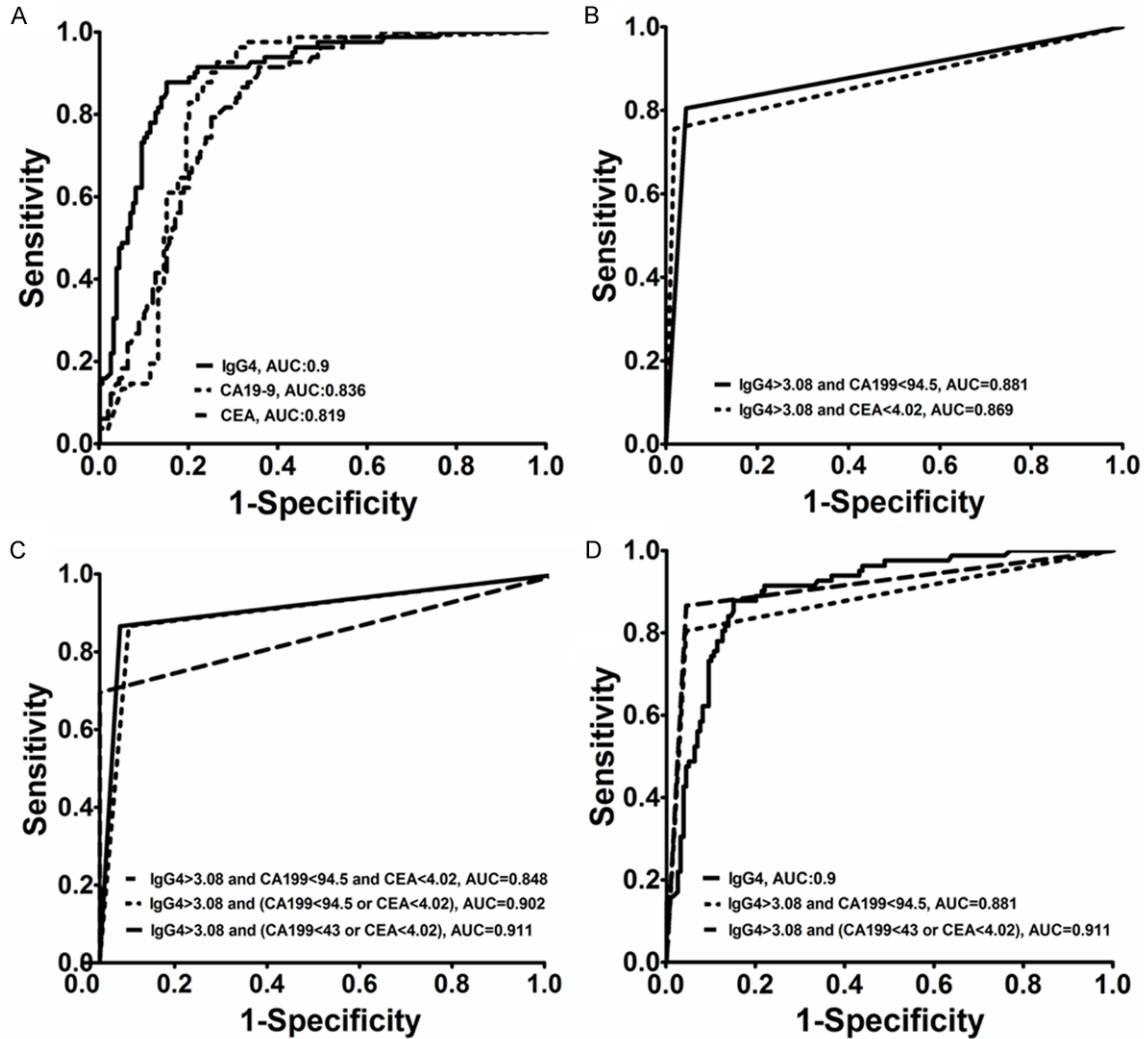 A
1.0
0.8
0.6
0.4
0.2
0.0
Sensitivity
IgG4, AUC:0.9
CA19-9, AUC:0.836
CEA, AUC:0.819
0.0 0.2 0.4 0.6 0.8 1.0
1-Specificity
B
1.0
0.8
0.6
0.4
0.2
0.0
Sensitivity
IgG4>3.08 and CA199<94.5, AUC=0.881
IgG4>3.08 and CEA<4.02, AUC=0.869
0.0 0.2 0.4 0.6 0.8 1.0
1-Specificity
C
1.0
0.8
0.6
0.4
0.2
0.0
Sensitivity
IgG4>3.08 and CA199<94.5 and CEA<4.02, AUC=0.848
IgG4>3.08 and (CA199<94.5 or CEA<4.02), AUC=0.902
IgG4>3.08 and (CA199<43 or CEA<4.02), AUC=0.911
0.0 0.2 0.4 0.6 0.8 1.0
1-Specificity
D
1.0
0.8
0.6
0.4
0.2
0.0
Sensitivity
IgG4, AUC:0.9
IgG4>3.08 and CA199<94.5, AUC=0.881
IgG4>3.08 and (CA199<43 or CEA<4.02), AUC=0.911
0.0 0.2 0.4 0.6 0.8 1.0
1-Specificity